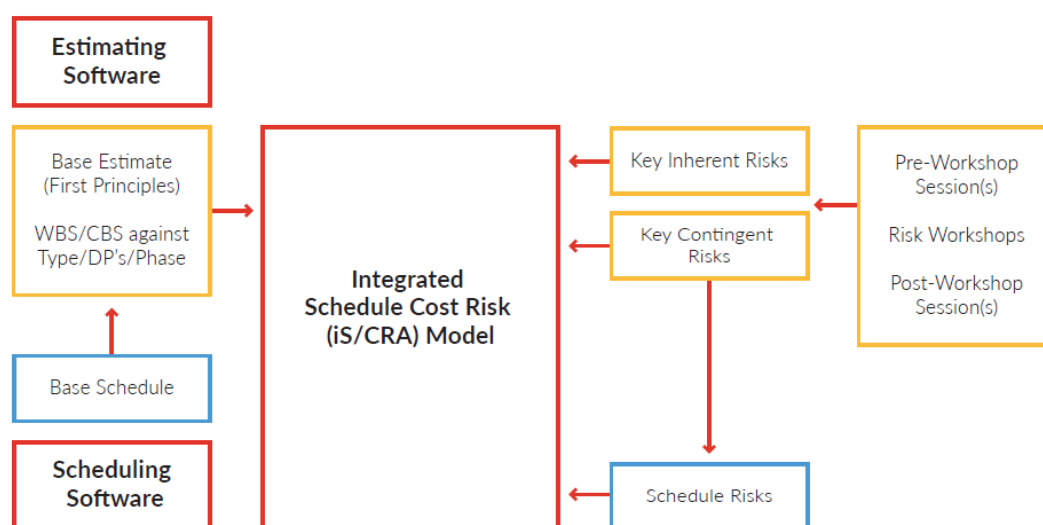 Estimating
Software
Base Estimate
(First Principles)
WBS/CBS against
Type/DP's/Phase
Base Schedule
Scheduling
Software
Integrated
Schedule Cost Risk
(iS/CRA) Model
Key Inherent Risks
Key Contingent
Risks
Schedule Risks
Pre-Workshop
Session(s)
Risk Workshops
Post-Workshop
Session(s)